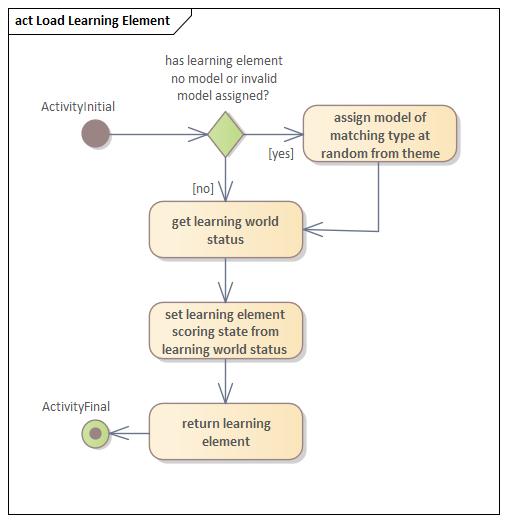 act Load Learning Element
has learning element
no model or invalid
model assigned?
ActivityInitial
assign model of
matching type at
random from theme
[yes]
[no]
get learning world
status
set learning element
scoring state from
learning world status
ActivityFinal
return learning
element